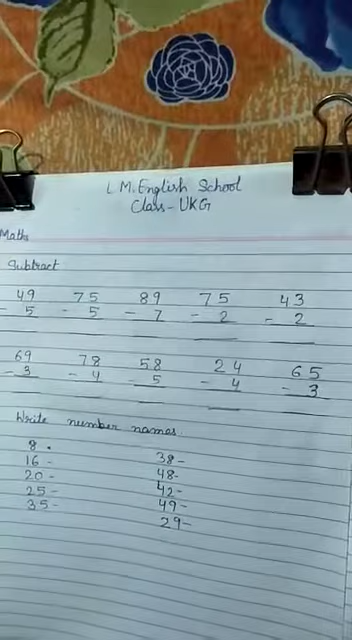 L.M. English School
Class - UKG
Maths
Subtract
49 75 89 75 43
- 5 - 5 - 7 - 2 - 2
69 78 58 24 65
- 3 - 4 - 5 - 4 - 3
Write number names
8 - 38 -
16 - 48 -
20 - 42 -
25 - 49 -
35 - 29 -